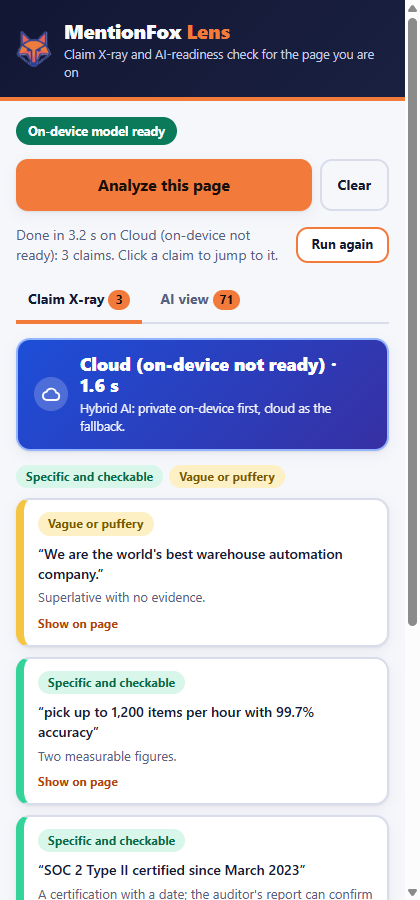 MentionFox Lens
Claim X-ray and AI-readiness check for the page you are
on
On-device model ready
Analyze this page
Clear
Done in 3.2 s on Cloud (on-device not
ready): 3 claims. Click a claim to jump to it.
Run again
Claim X-ray 3
AI view 71
Cloud (on-device not ready) ·
1.6 s
Hybrid AI: private on-device first, cloud as the
fallback.
Specific and checkable
Vague or puffery
Vague or puffery
“We are the world's best warehouse automation
company.”
Superlative with no evidence.
Show on page
Specific and checkable
“pick up to 1,200 items per hour with 99.7%
accuracy”
Two measurable figures.
Show on page
Specific and checkable
“SOC 2 Type II certified since March 2023”
A certification with a date; the auditor's report can confirm